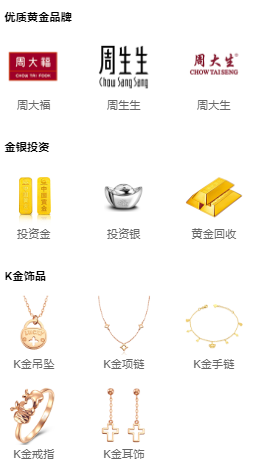 优质黄金品牌
周大福
CHOW TAI FOOK
周生生
Chow Sang Sang
周大生®
CHOW TAI SENG
周大福 周生生 周大生
金银投资
投资金 投资银 黄金回收
K金饰品
K金吊坠 K金项链 K金手链
K金戒指 K金耳饰